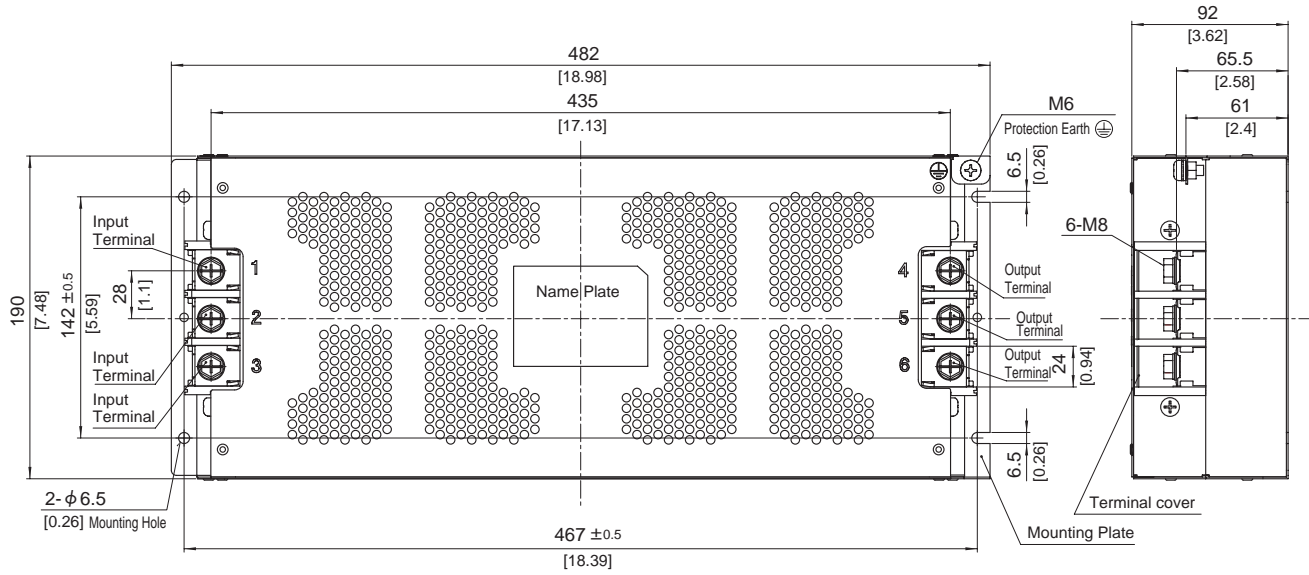 482
[18.98]
435
[17.13]
M6
Protection Earth
6.5
[0.26]
92
[3.62]
65.5
[2.58]
61
[2.4]
190
[7.48]
142 ±0.5
[5.59]
28
[1.1]
Input
Terminal
Input
Terminal
Input
Terminal
1
2
3
Name Plate
4
5
6
Output
Terminal
Output
Terminal
Output
Terminal
24
[0.94]
6.5
[0.26]
6-M8
2-ϕ6.5
[0.26] Mounting Hole
467 ±0.5
[18.39]
Mounting Plate
Terminal cover